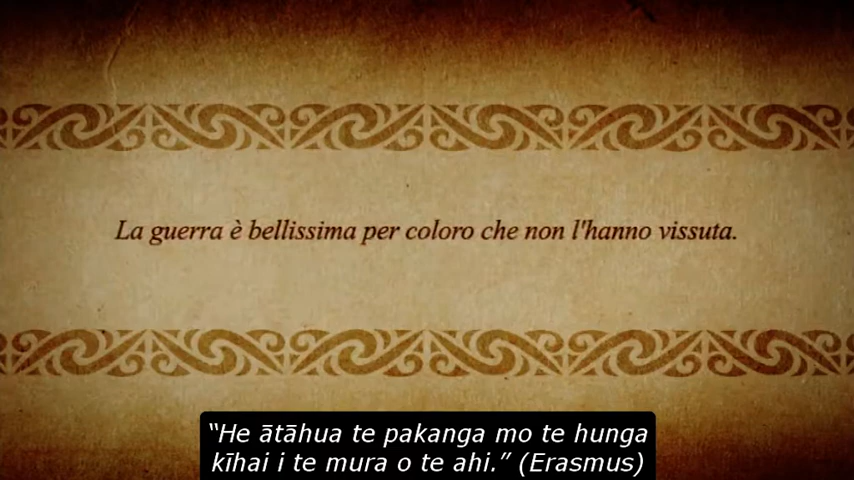 La guerra è bellissima per coloro che non l'hanno vissuta.
“He ātāhua te pakanga mo te hunga
kīhai i te mura o te ahi.” (Erasmus)